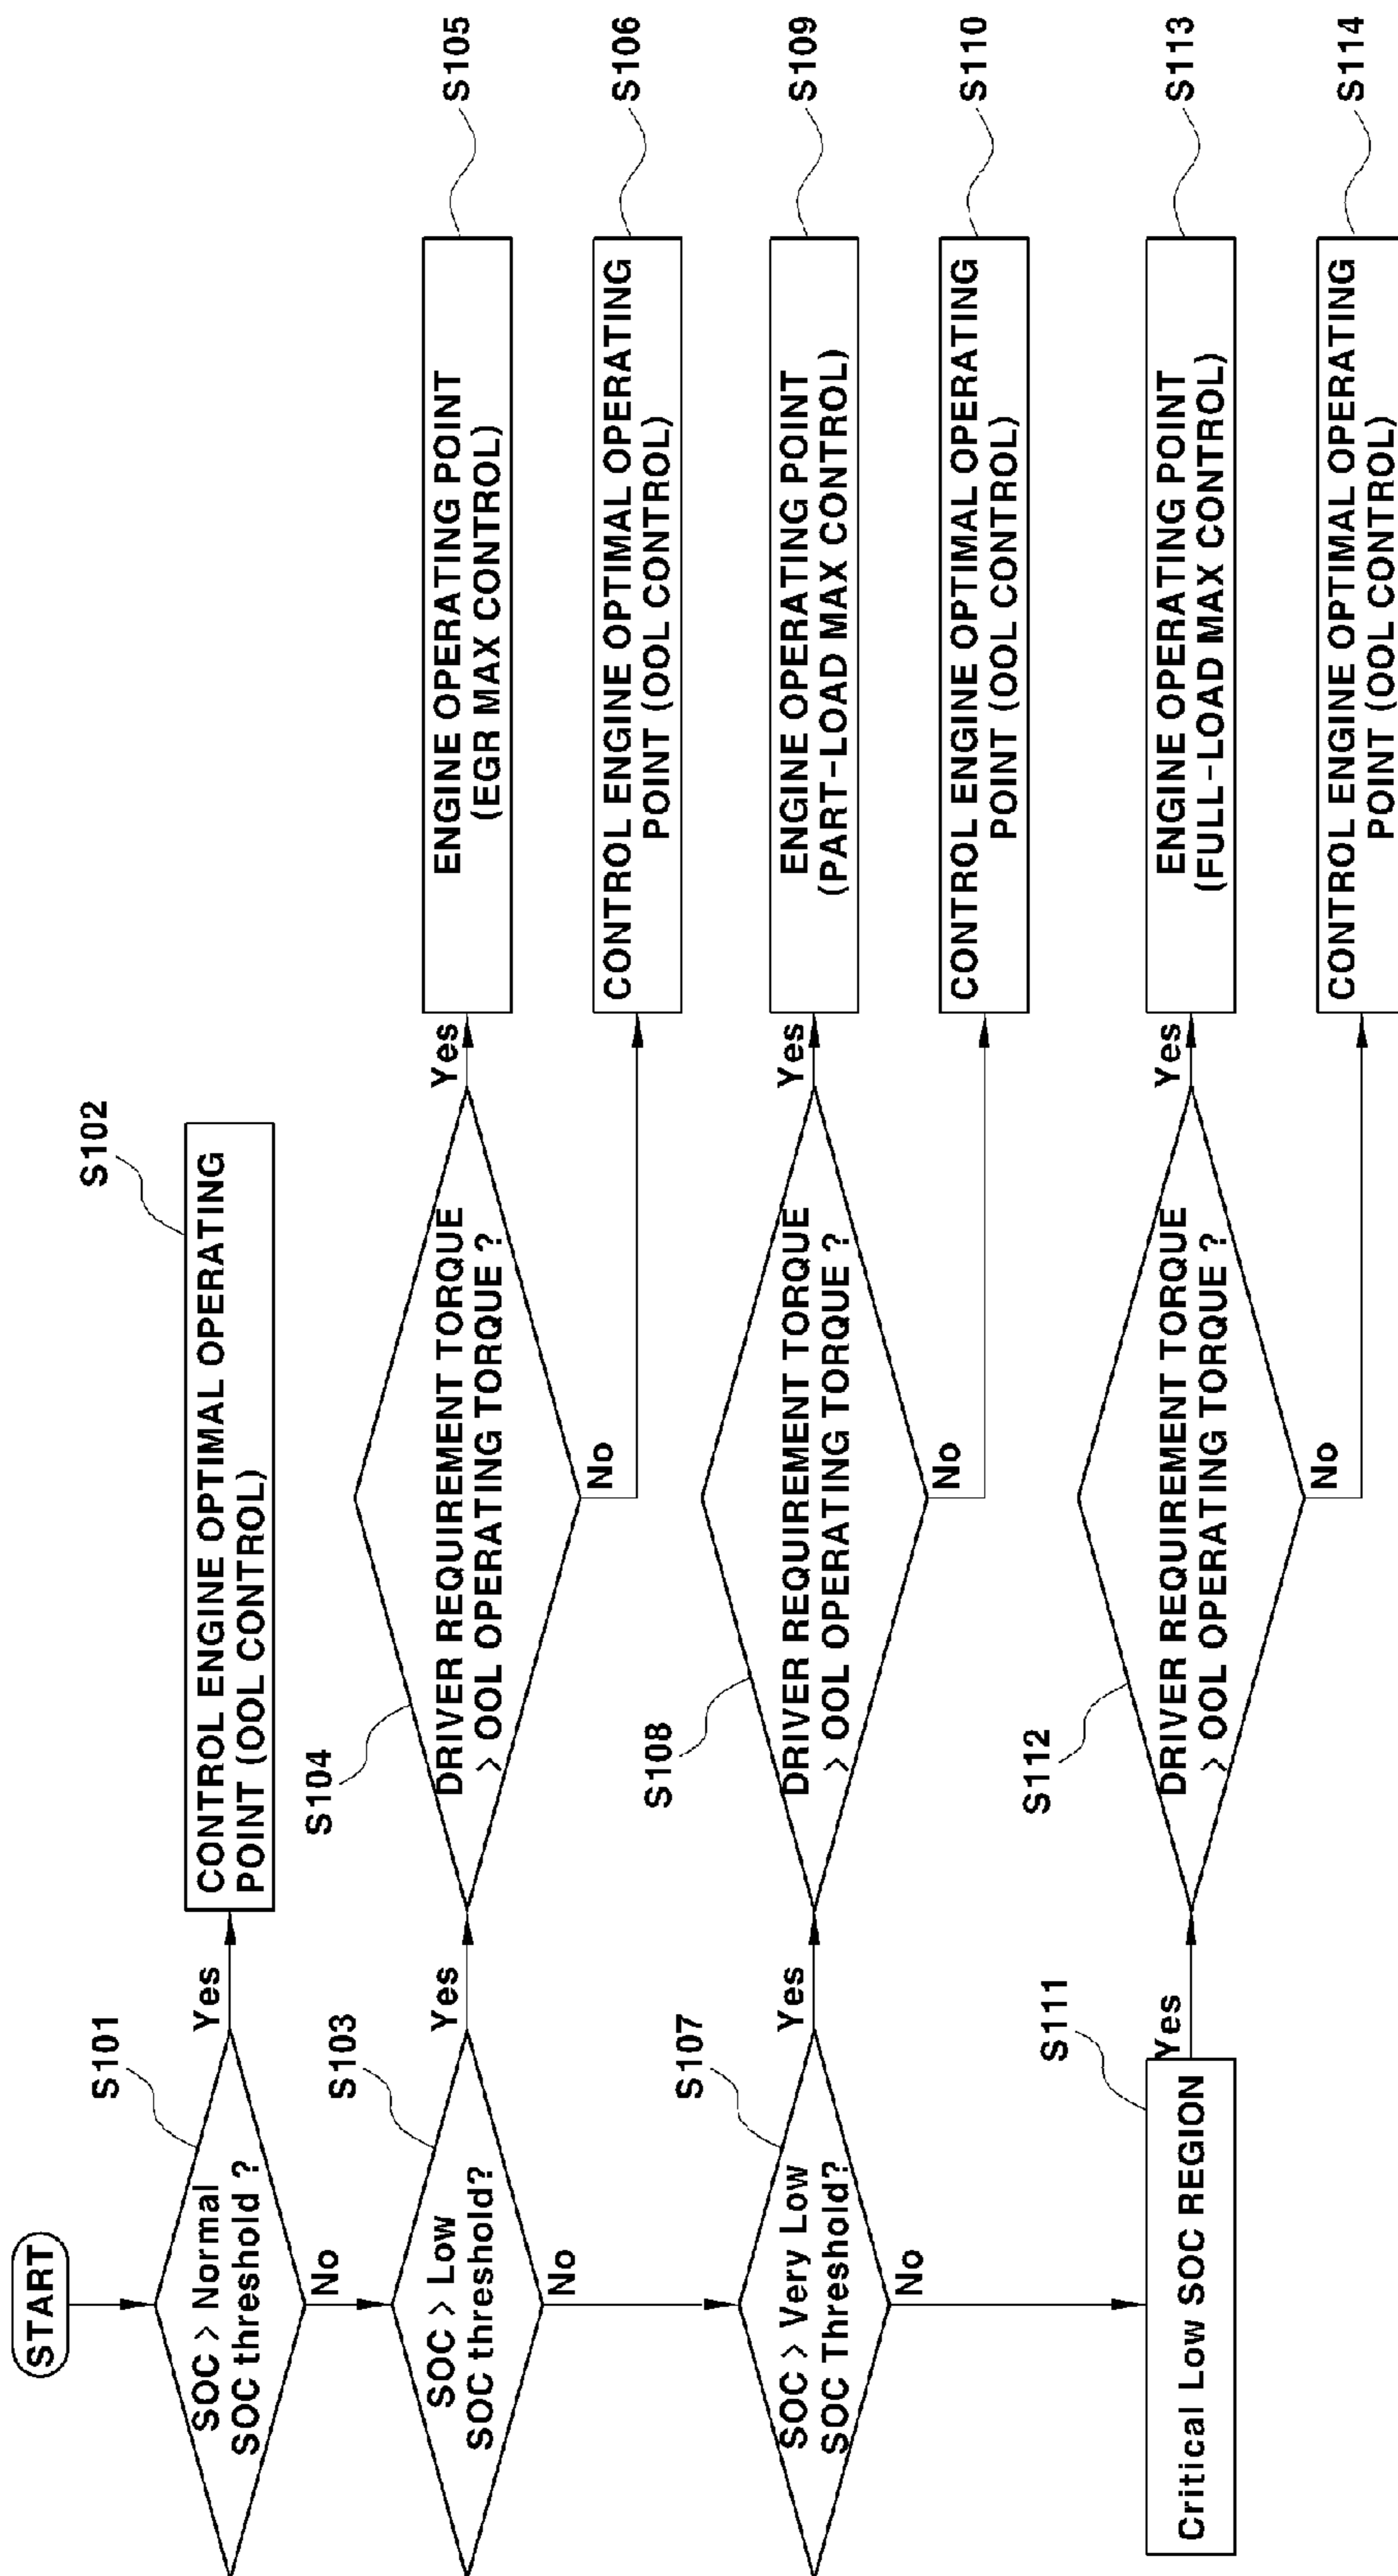 START
S101
SOC > Normal
SOC threshold ?
Yes
No
S102
CONTROL ENGINE OPTIMAL OPERATING
POINT (OOL CONTROL)
S103
SOC > Low
SOC threshold?
Yes
No
S104
DRIVER REQUIREMENT TORQUE
> OOL OPERATING TORQUE ?
Yes
No
ENGINE OPERATING POINT
(EGR MAX CONTROL)
S105
CONTROL ENGINE OPTIMAL OPERATING
POINT (OOL CONTROL)
S106
S107
SOC > Very Low
SOC Threshold?
Yes
No
S108
DRIVER REQUIREMENT TORQUE
> OOL OPERATING TORQUE ?
Yes
No
ENGINE OPERATING POINT
(PART-LOAD MAX CONTROL)
S109
CONTROL ENGINE OPTIMAL OPERATING
POINT (OOL CONTROL)
S110
S111
Critical Low SOC REGION
Yes
S112
DRIVER REQUIREMENT TORQUE
> OOL OPERATING TORQUE ?
Yes
No
ENGINE OPERATING POINT
(FULL-LOAD MAX CONTROL)
S113
CONTROL ENGINE OPTIMAL OPERATING
POINT (OOL CONTROL)
S114